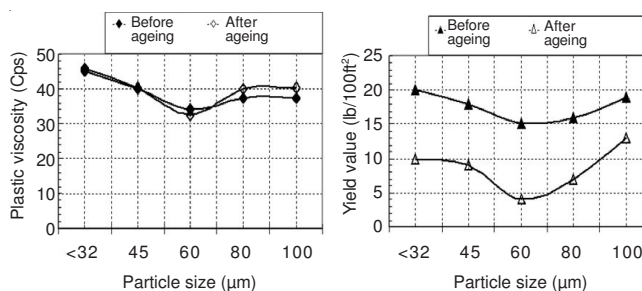 Before ageing After ageing
50
40
30
20
10
0
Plastic viscosity (Cps)
<32 45 60 80 100
Particle size (µm)
Before ageing After ageing
25
20
15
10
5
0
Yield value (lb/100ft²)
<32 45 60 80 100
Particle size (µm)